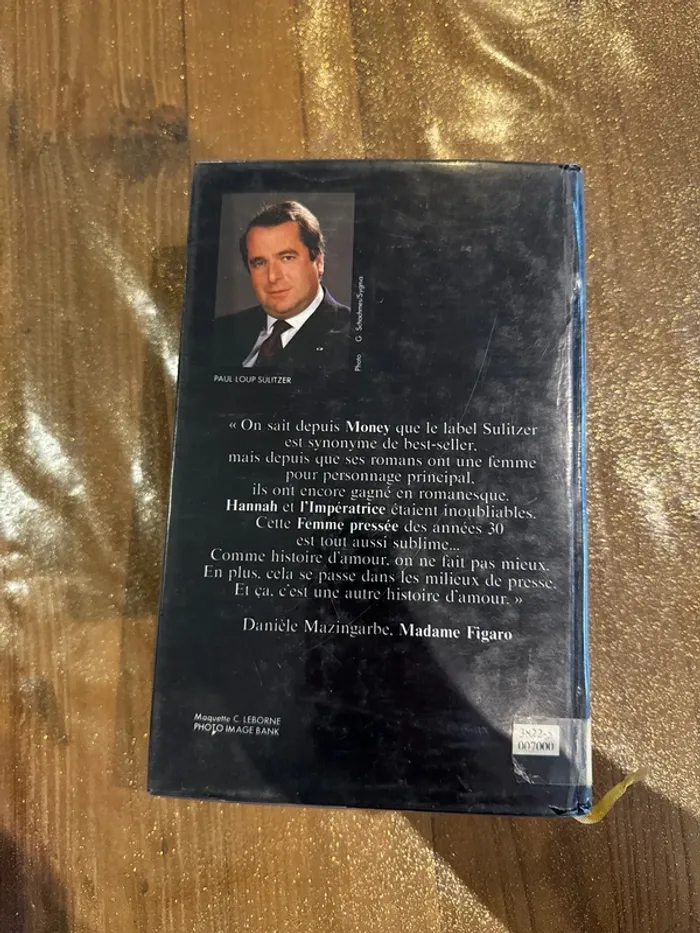 Photo G. Schachmes/Sygma
PAUL LOUP SULITZER
« On sait depuis Money que le label Sulitzer
est synonyme de best-seller,
mais depuis que ses romans ont une femme
pour personnage principal,
ils ont encore gagné en romanesque.
Hannah et l'Impératrice étaient inoubliables.
Cette Femme pressée des années 30
est tout aussi sublime...
Comme histoire d'amour, on ne fait pas mieux.
En plus, cela se passe dans les milieux de presse.
Et ça, c'est une autre histoire d'amour. »
Danièle Mazingarbe, Madame Figaro
Maquette C. LEBORNE
PHOTO IMAGE BANK
007000